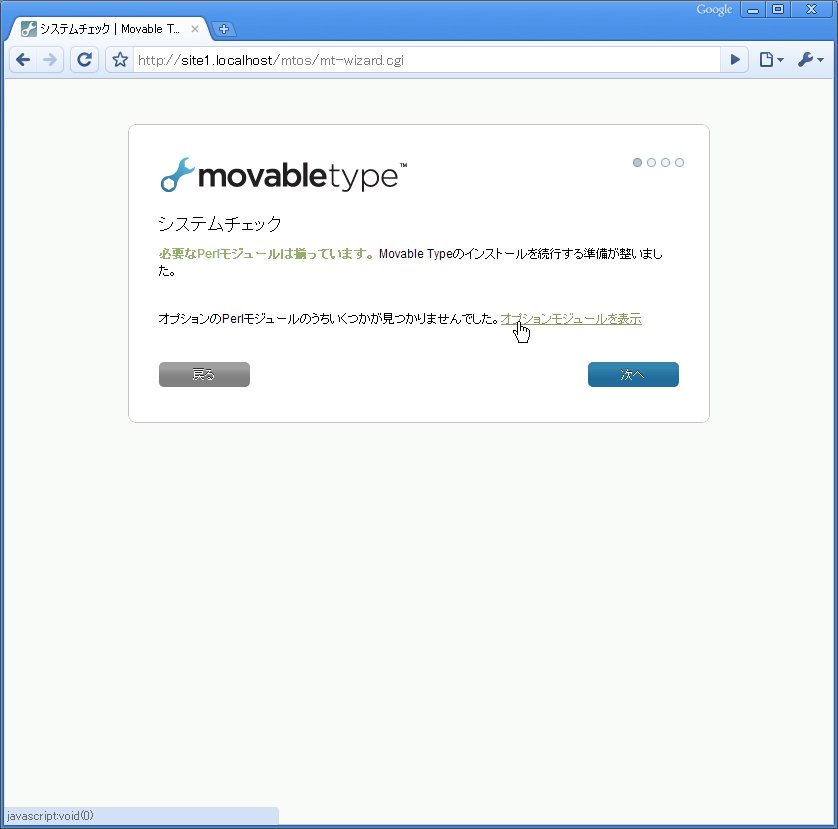 Google
システムチェック | Movable T...
http://site1.localhost/mtos/mt-wizard.cgi
movabletype™
システムチェック
必要なPerlモジュールは揃っています。Movable Typeのインストールを続行する準備が整いまし
た。
オプションのPerlモジュールのうちいくつかが見つかりませんでした。オプションモジュールを表示
戻る
次へ
javascript:void(0)